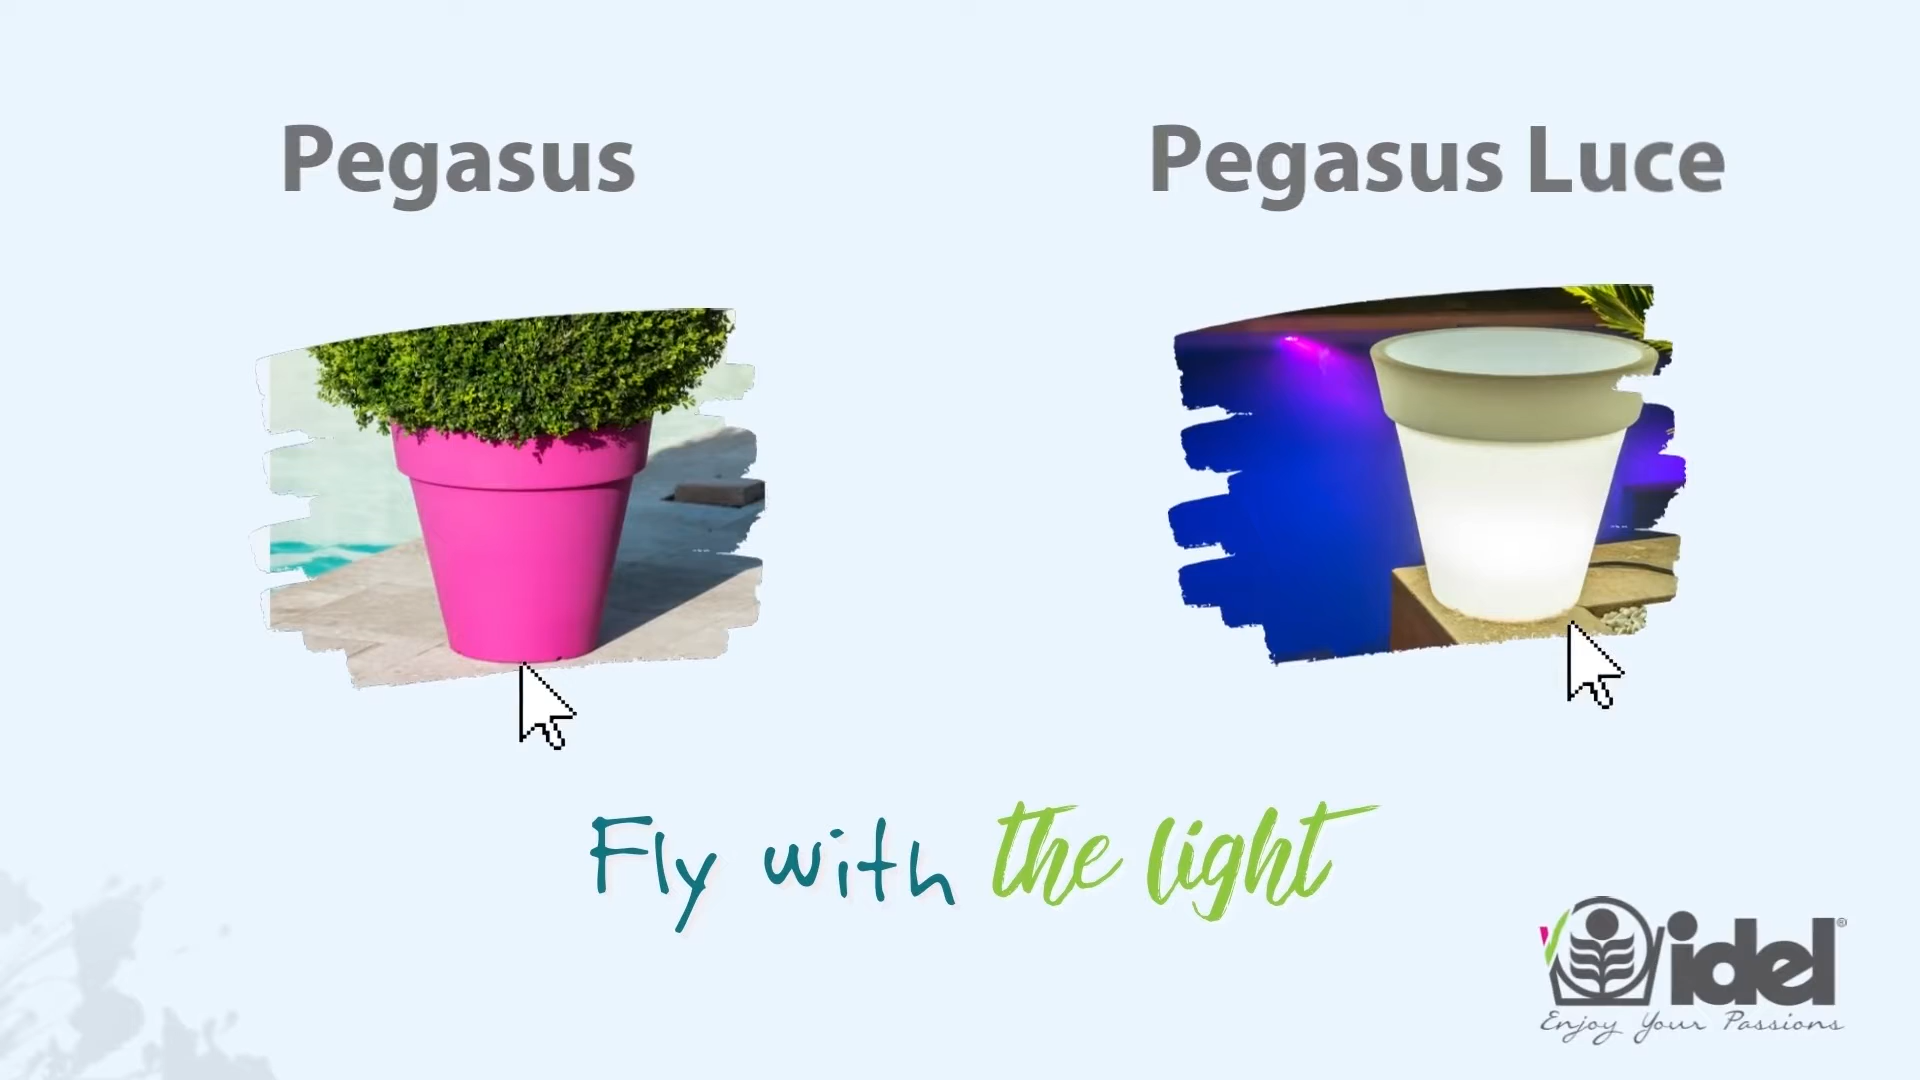 Pegasus
Pegasus Luce
Fly with the light
idel®
Enjoy Your Passions